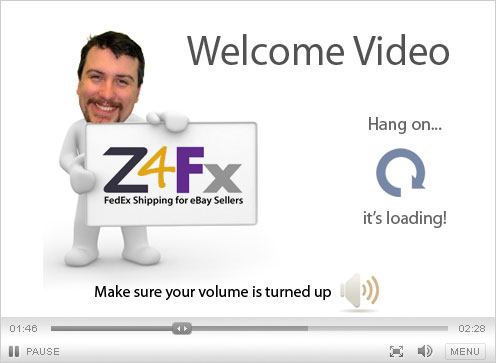 Welcome Video
Hang on...
Z4Fx
FedEx Shipping for eBay Sellers
it's loading!
Make sure your volume is turned up
01:46
02:28
PAUSE
MENU